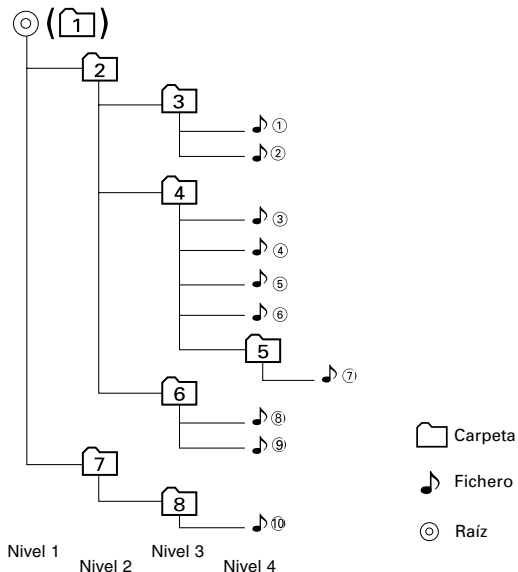 (1)
2
3
①
②
4
③
④
⑤
⑥
5
⑦
6
⑧
⑨
7
8
⑩
Carpeta
Fichero
Raíz
Nivel 1
Nivel 2
Nivel 3
Nivel 4